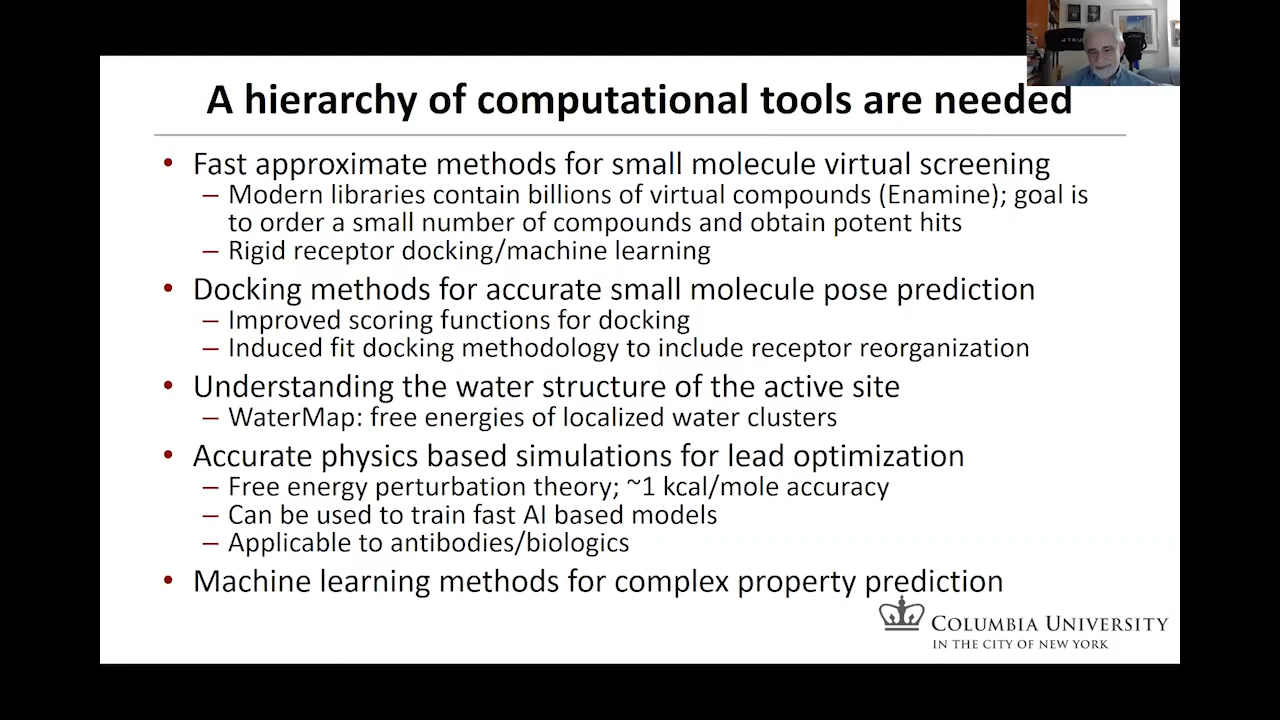 A hierarchy of computational tools are needed
• Fast approximate methods for small molecule virtual screening
– Modern libraries contain billions of virtual compounds (Enamine); goal is
to order a small number of compounds and obtain potent hits
– Rigid receptor docking/machine learning
• Docking methods for accurate small molecule pose prediction
– Improved scoring functions for docking
– Induced fit docking methodology to include receptor reorganization
• Understanding the water structure of the active site
– WaterMap: free energies of localized water clusters
• Accurate physics based simulations for lead optimization
– Free energy perturbation theory; ~1 kcal/mole accuracy
– Can be used to train fast AI based models
– Applicable to antibodies/biologics
• Machine learning methods for complex property prediction
COLUMBIA UNIVERSITY
IN THE CITY OF NEW YORK